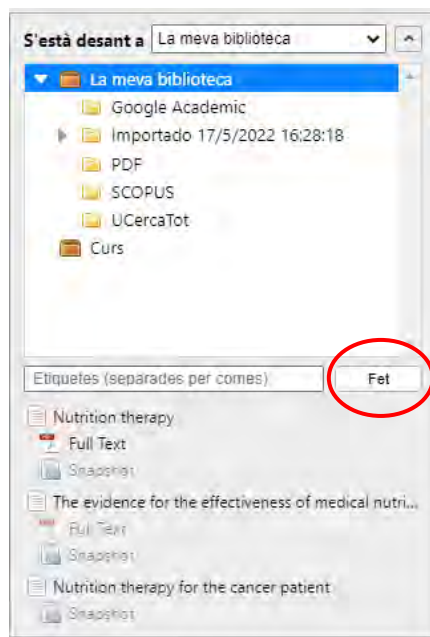 S'està desant a La meva biblioteca
La meva biblioteca
Google Academic
Importado 17/5/2022 16:28:18
PDF
SCOPUS
UCercaTot
Curs
Etiquetes (separades per comes)
Fet
Nutrition therapy
Full Text
Snapshot
The evidence for the effectiveness of medical nutri...
Full Text
Snapshot
Nutrition therapy for the cancer patient
Snapshot